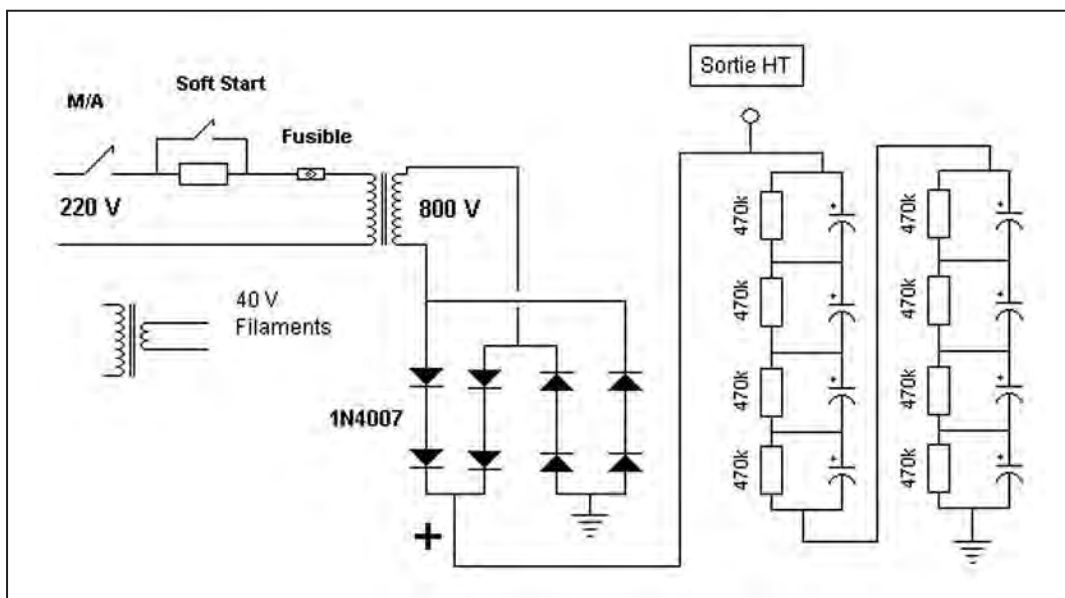 Sortie HT
Soft Start
M/A
Fusible
220 V
800 V
40 V
Filaments
1N4007
+
470k
470k
470k
470k
470k
470k
470k
470k
+
+
+
+
+
+
+
+